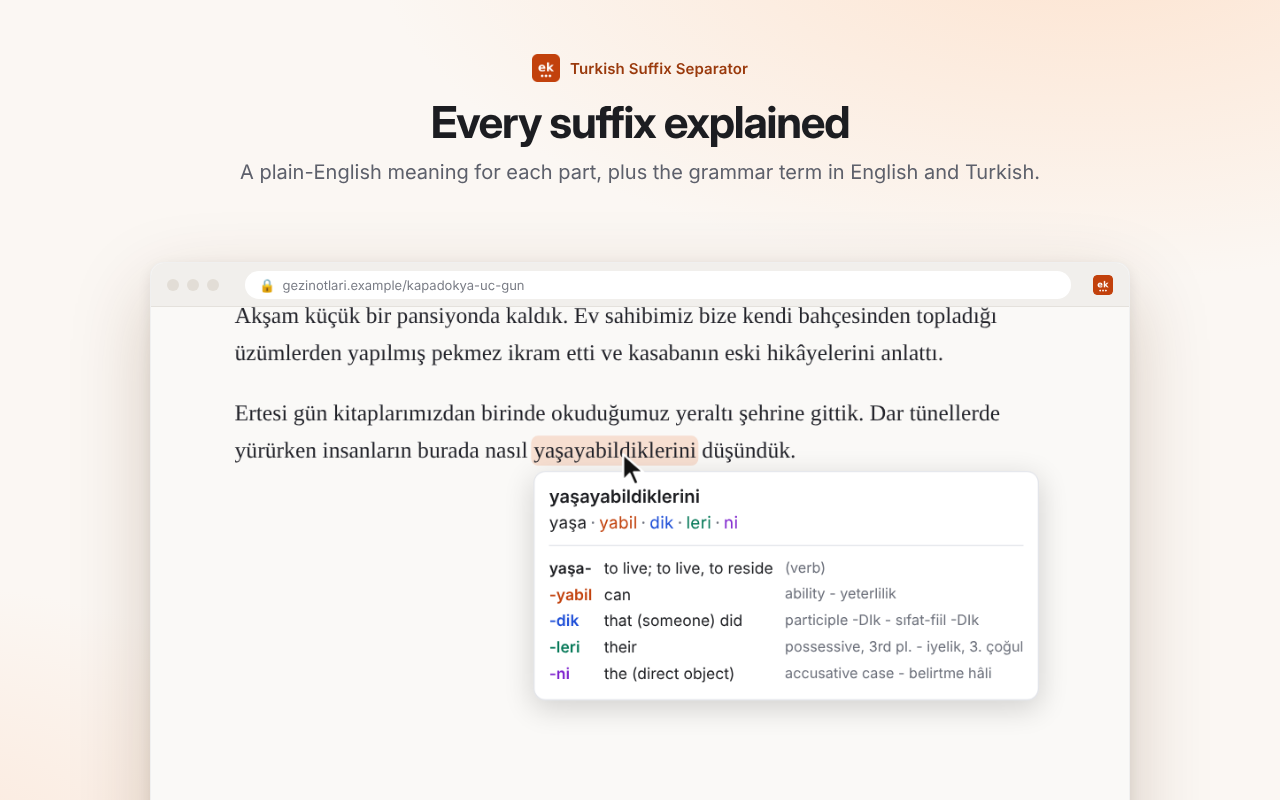 ek
Turkish Suffix Separator
Every suffix explained
A plain-English meaning for each part, plus the grammar term in English and Turkish.
gezinotlari.example/kapadokya-uc-gun
ek
Akşam küçük bir pansiyonda kaldık. Ev sahibimiz bize kendi bahçesinden topladığı
üzümlerden yapılmış pekmez ikram etti ve kasabanın eski hikâyelerini anlattı.
Ertesi gün kitaplarımızdan birinde okuduğumuz yeraltı şehrine gittik. Dar tünellerde
yürürken insanların burada nasıl yaşayabildiklerini düşündük.
yaşayabildiklerini
yaşa · yabil · dik · leri · ni
yaşa- to live; to live, to reside (verb)
-yabil can ability - yeterlilik
-dik that (someone) did participle -DIk - sıfat-fiil -DIk
-leri their possessive, 3rd pl. - iyelik, 3. çoğul
-ni the (direct object) accusative case - belirtme hâli